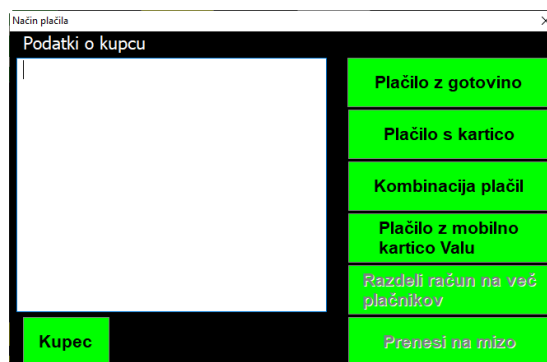 Način plačila
Podatki o kupcu
Plačilo z gotovino
Plačilo s kartico
Kombinacija plačil
Plačilo z mobilno
kartico Valu
Razdeli račun na več
plačnikov
Kupec
Prenesi na mizo